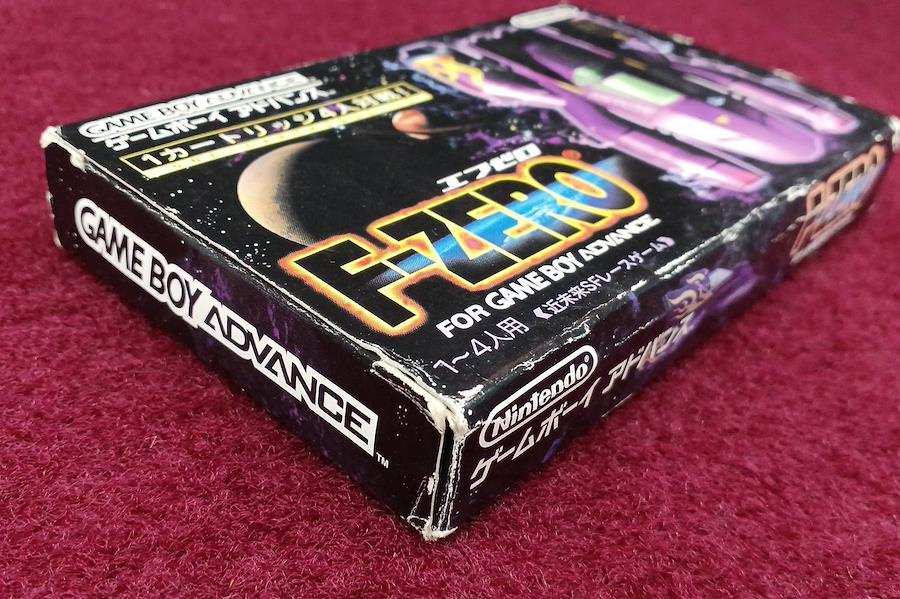 GAME BOY ADVANCE
ゲームボーイ アドバンス
1カートリッジ4人対戦!
エフゼロ
F-ZERO®
FOR GAME BOY ADVANCE
1～4人用 《近未来SFレースゲーム》
GAME BOY ADVANCE™
Nintendo
ゲームボーイ アドバンス
F-ZERO